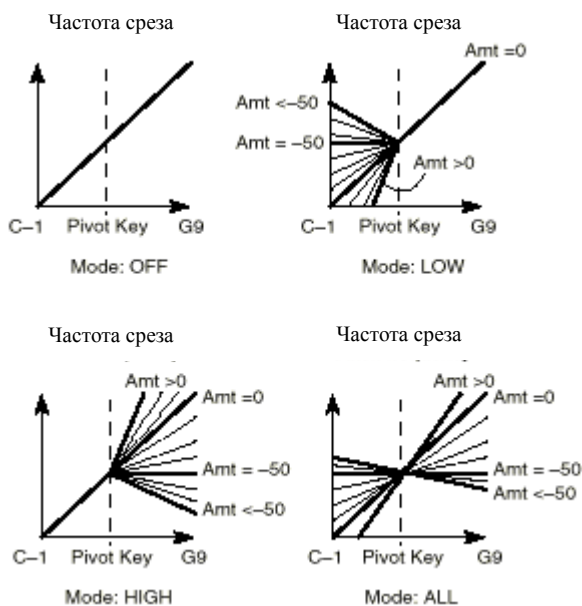 Частота среза
C–1 Pivot Key G9
Mode: OFF
Частота среза
Amt =0
Amt <–50
Amt = –50
Amt >0
C–1 Pivot Key G9
Mode: LOW
Частота среза
Amt >0
Amt =0
Amt = –50
Amt <–50
C–1 Pivot Key G9
Mode: HIGH
Частота среза
Amt >0
Amt =0
Amt = –50
Amt <–50
C–1 Pivot Key G9
Mode: ALL